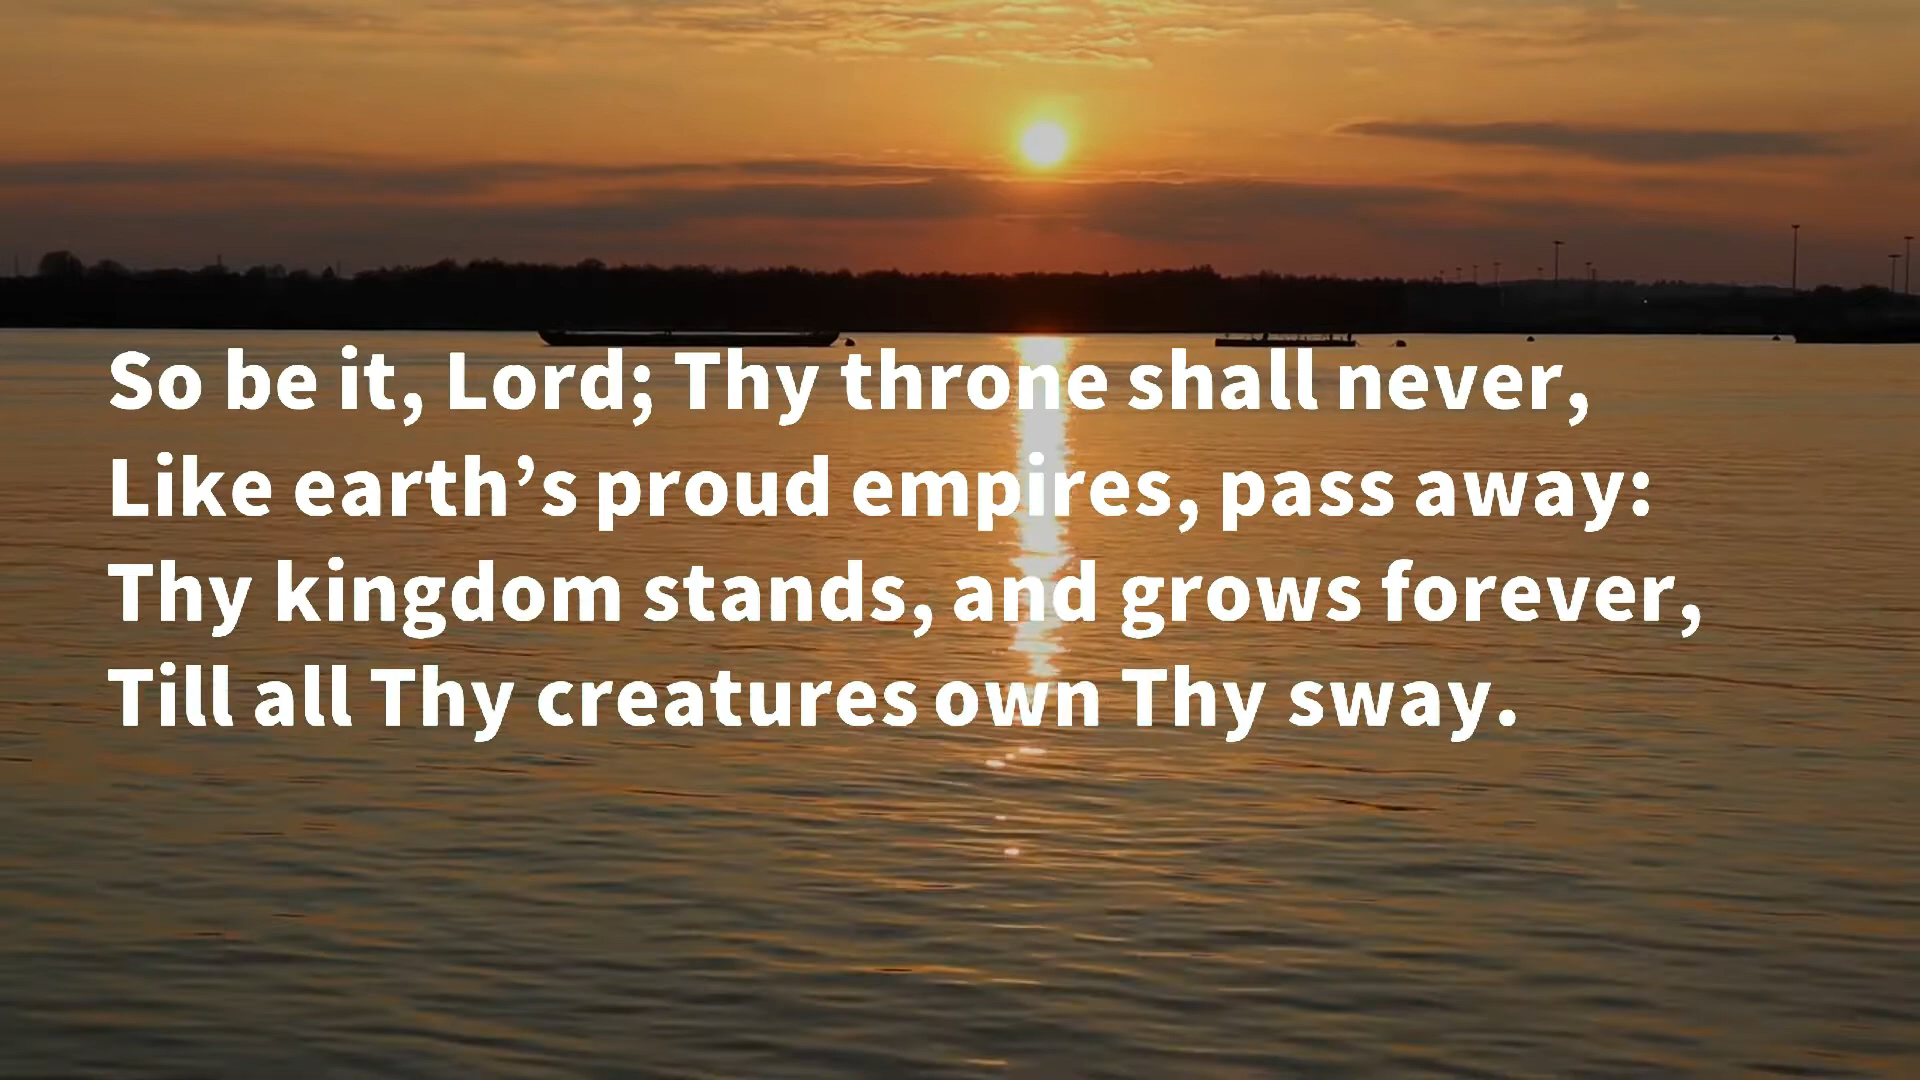 So be it, Lord; Thy throne shall never,
Like earth’s proud empires, pass away:
Thy kingdom stands, and grows forever,
Till all Thy creatures own Thy sway.